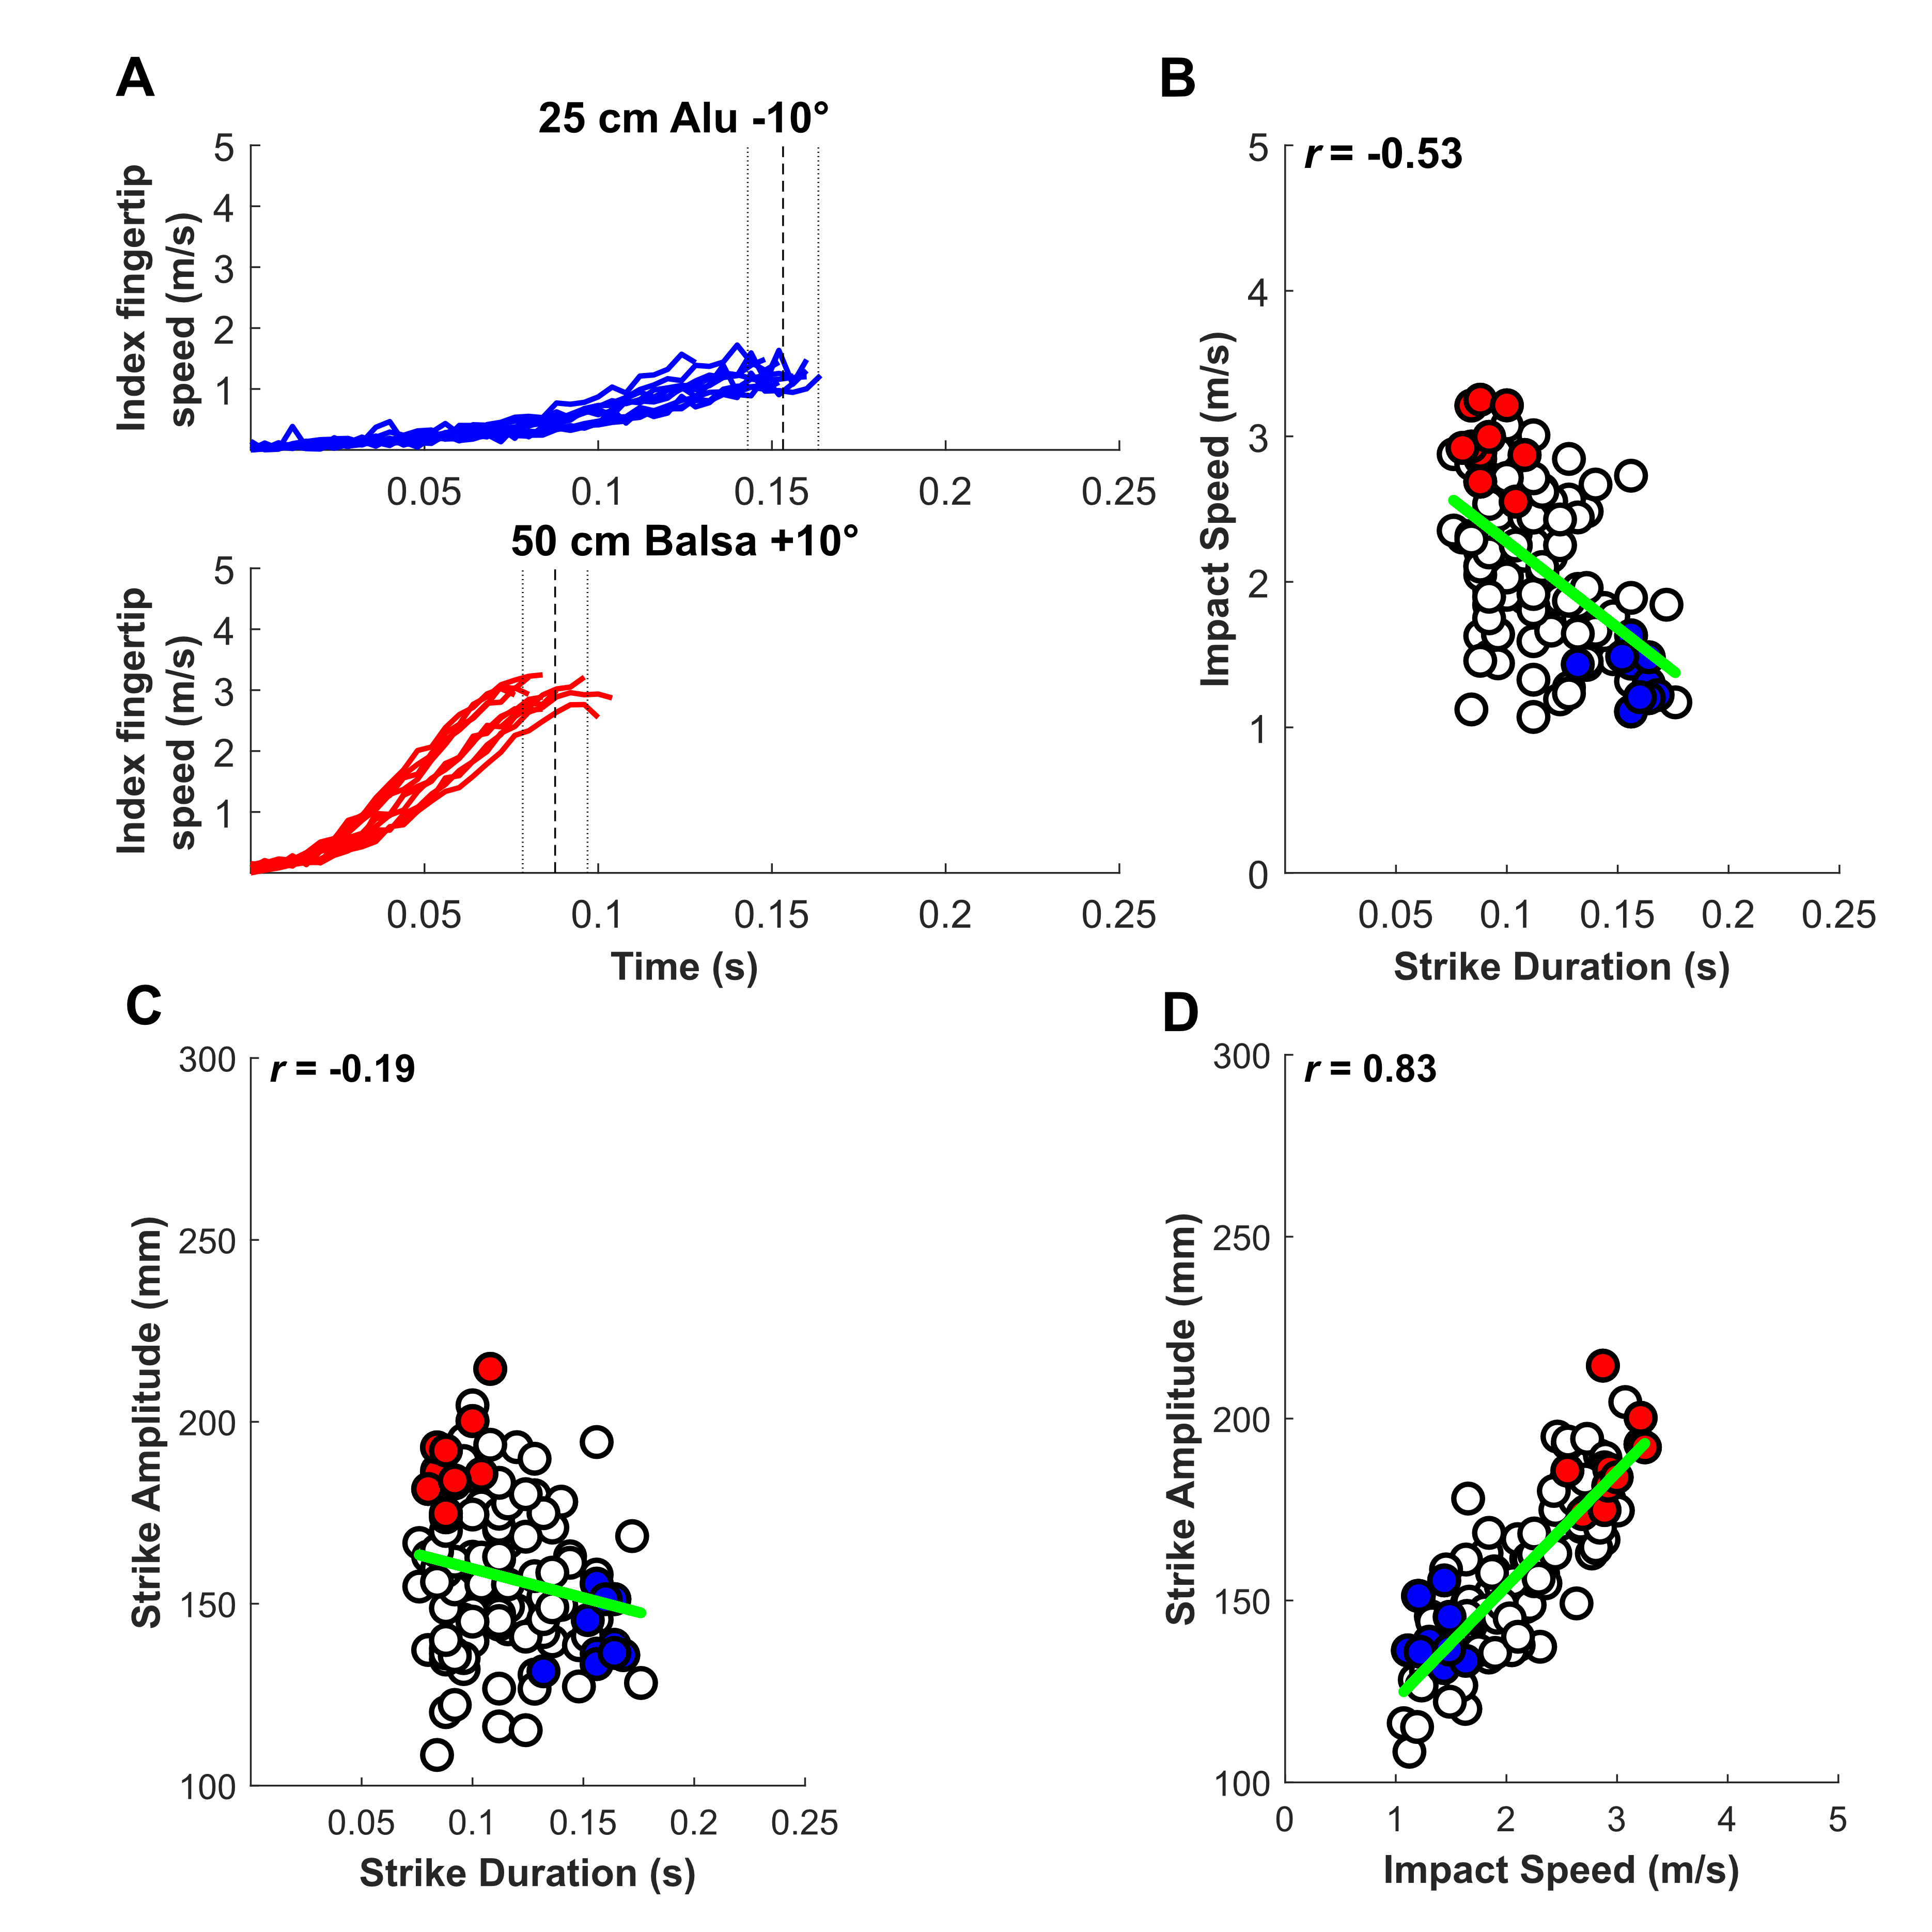 A
25 cm Alu -10°
Index fingertip
speed (m/s)
5
4
3
2
1
0.05 0.1 0.15 0.2 0.25
50 cm Balsa +10°
Index fingertip
speed (m/s)
5
4
3
2
1
0.05 0.1 0.15 0.2 0.25
Time (s)
B
r = -0.53
Impact Speed (m/s)
5
4
3
2
1
0
0.05 0.1 0.15 0.2 0.25
Strike Duration (s)
C
r = -0.19
Strike Amplitude (mm)
300
250
200
150
100
0.05 0.1 0.15 0.2 0.25
Strike Duration (s)
D
r = 0.83
Strike Amplitude (mm)
300
250
200
150
100
0 1 2 3 4 5
Impact Speed (m/s)